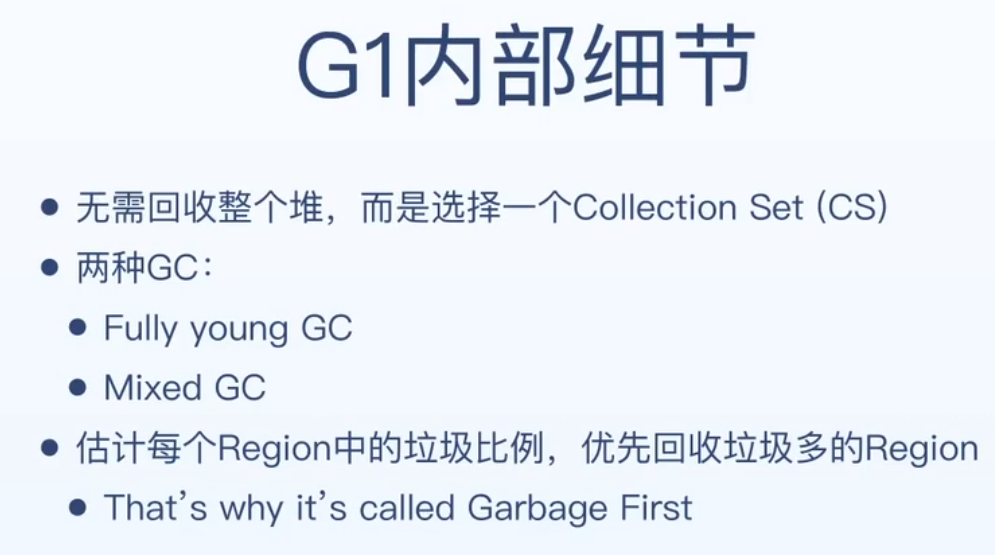 G1内部细节
● 无需回收整个堆，而是选择一个Collection Set (CS)
● 两种GC：
● Fully young GC
● Mixed GC
● 估计每个Region中的垃圾比例，优先回收垃圾多的Region
● That’s why it’s called Garbage First